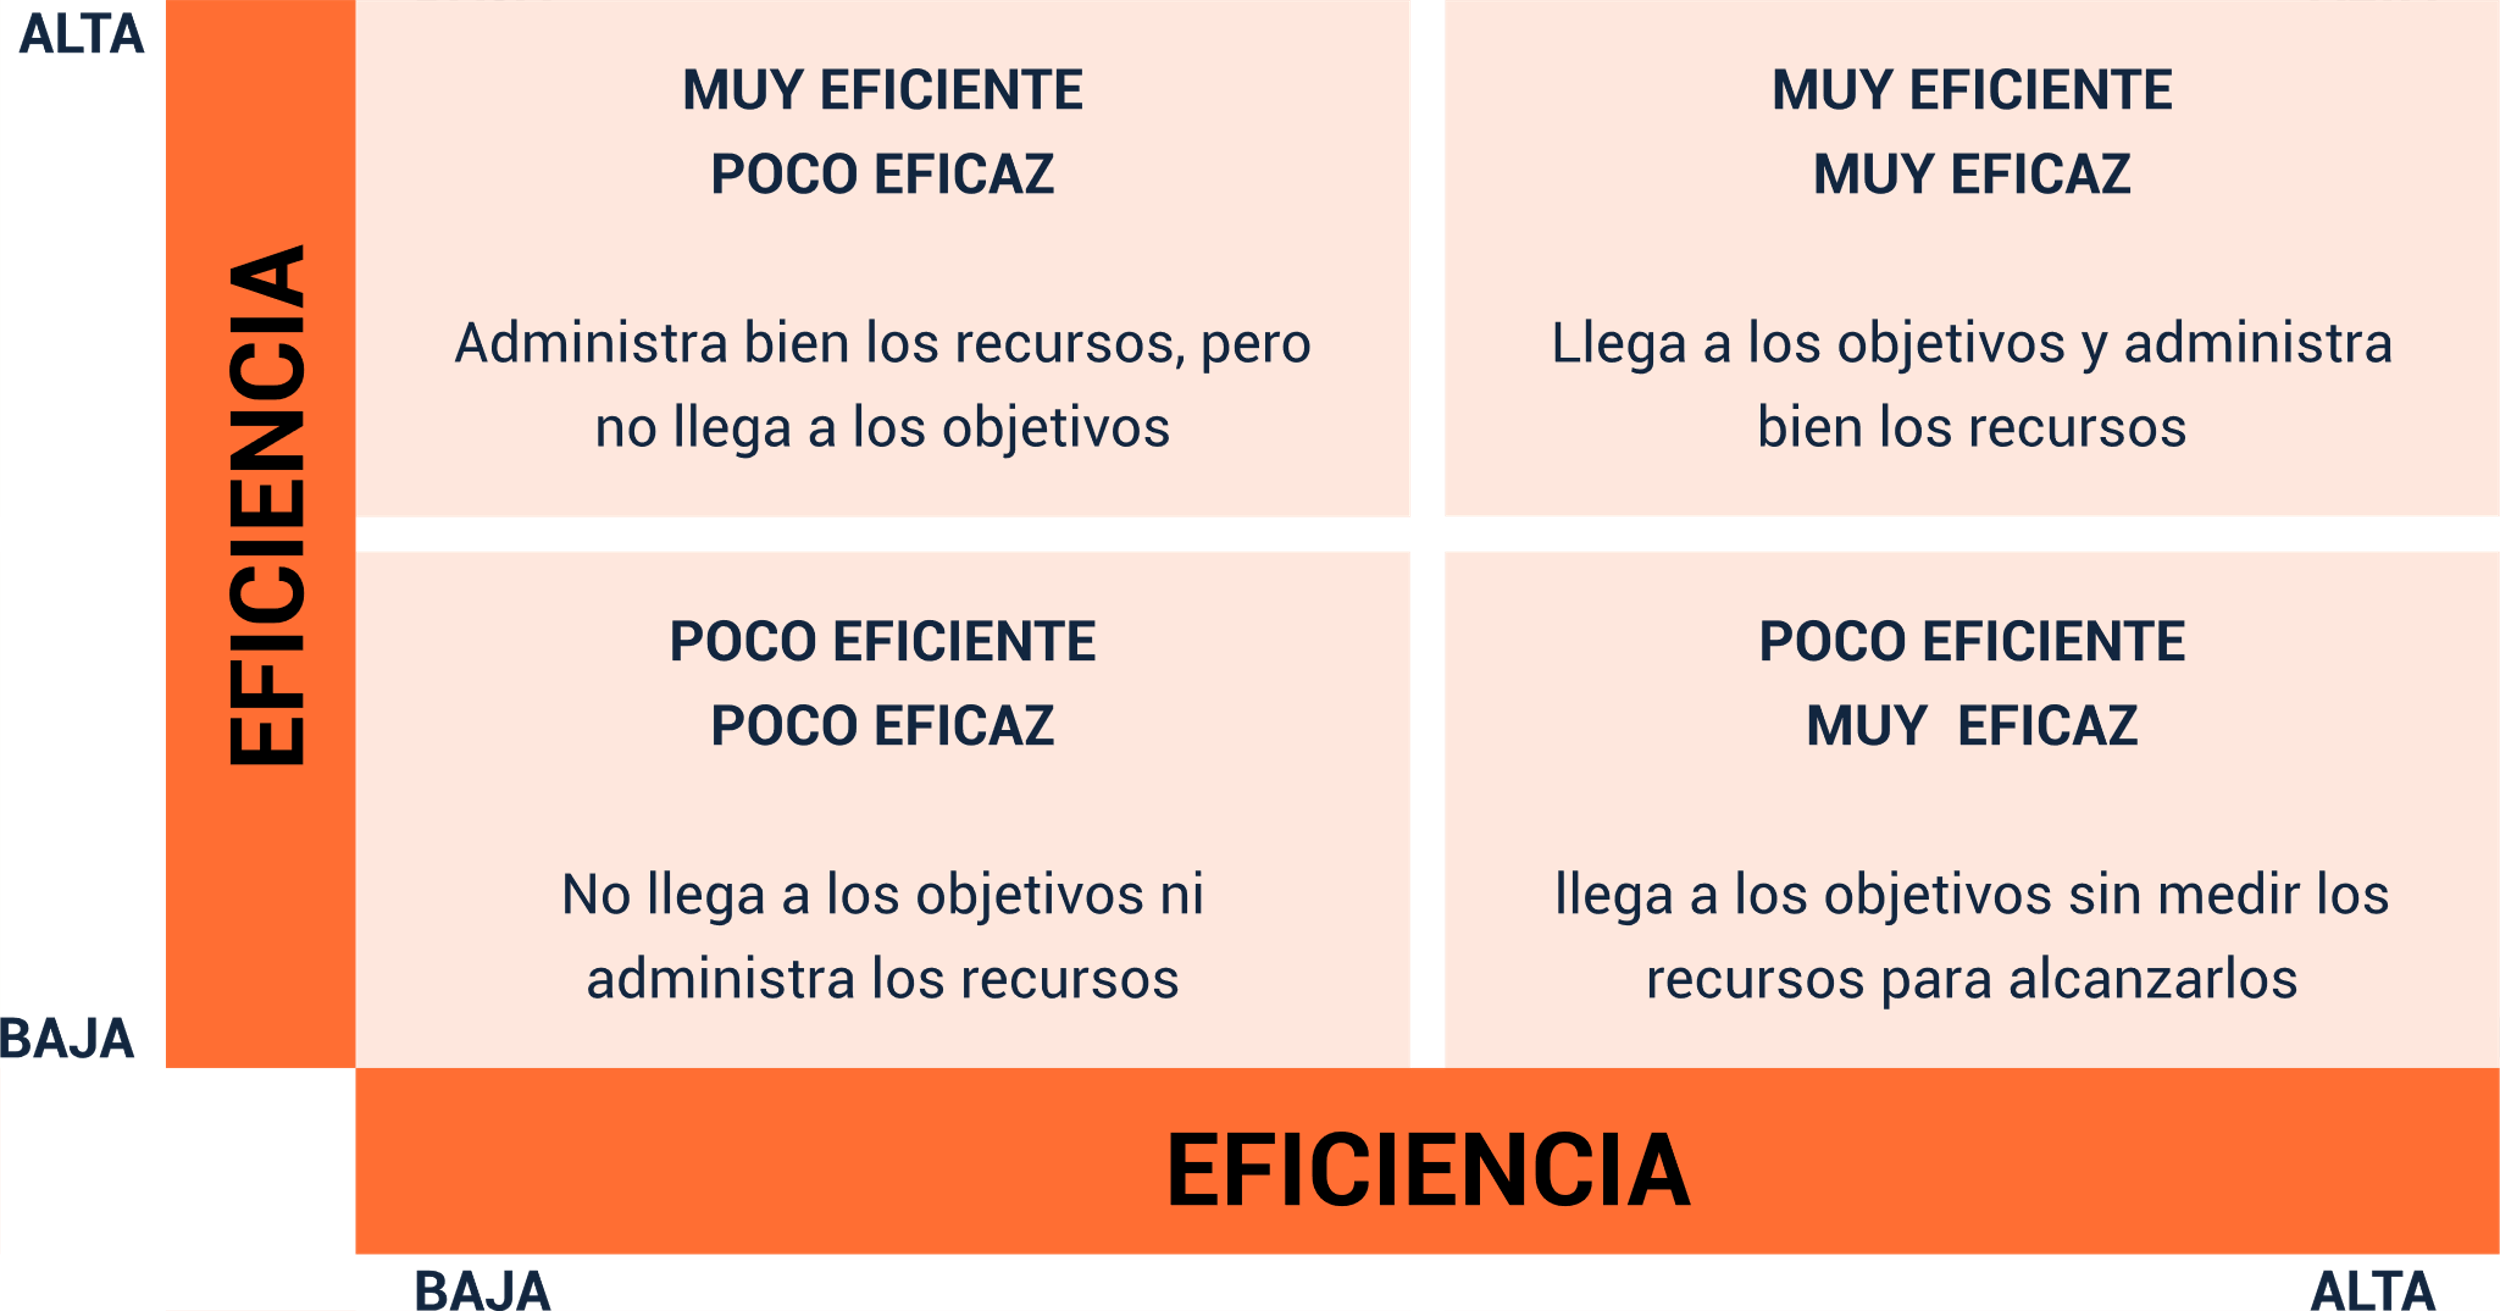 ALTA
EFICIENCIA
BAJA
MUY EFICIENTE
POCO EFICAZ
Administra bien los recursos, pero
no llega a los objetivos
MUY EFICIENTE
MUY EFICAZ
Llega a los objetivos y administra
bien los recursos
POCO EFICIENTE
POCO EFICAZ
No llega a los objetivos ni
administra los recursos
POCO EFICIENTE
MUY EFICAZ
llega a los objetivos sin medir los
recursos para alcanzarlos
EFICIENCIA
BAJA
ALTA